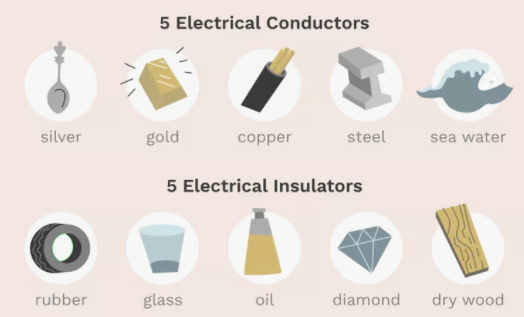 5 Electrical Conductors
silver gold copper steel sea water
5 Electrical Insulators
rubber glass oil diamond dry wood